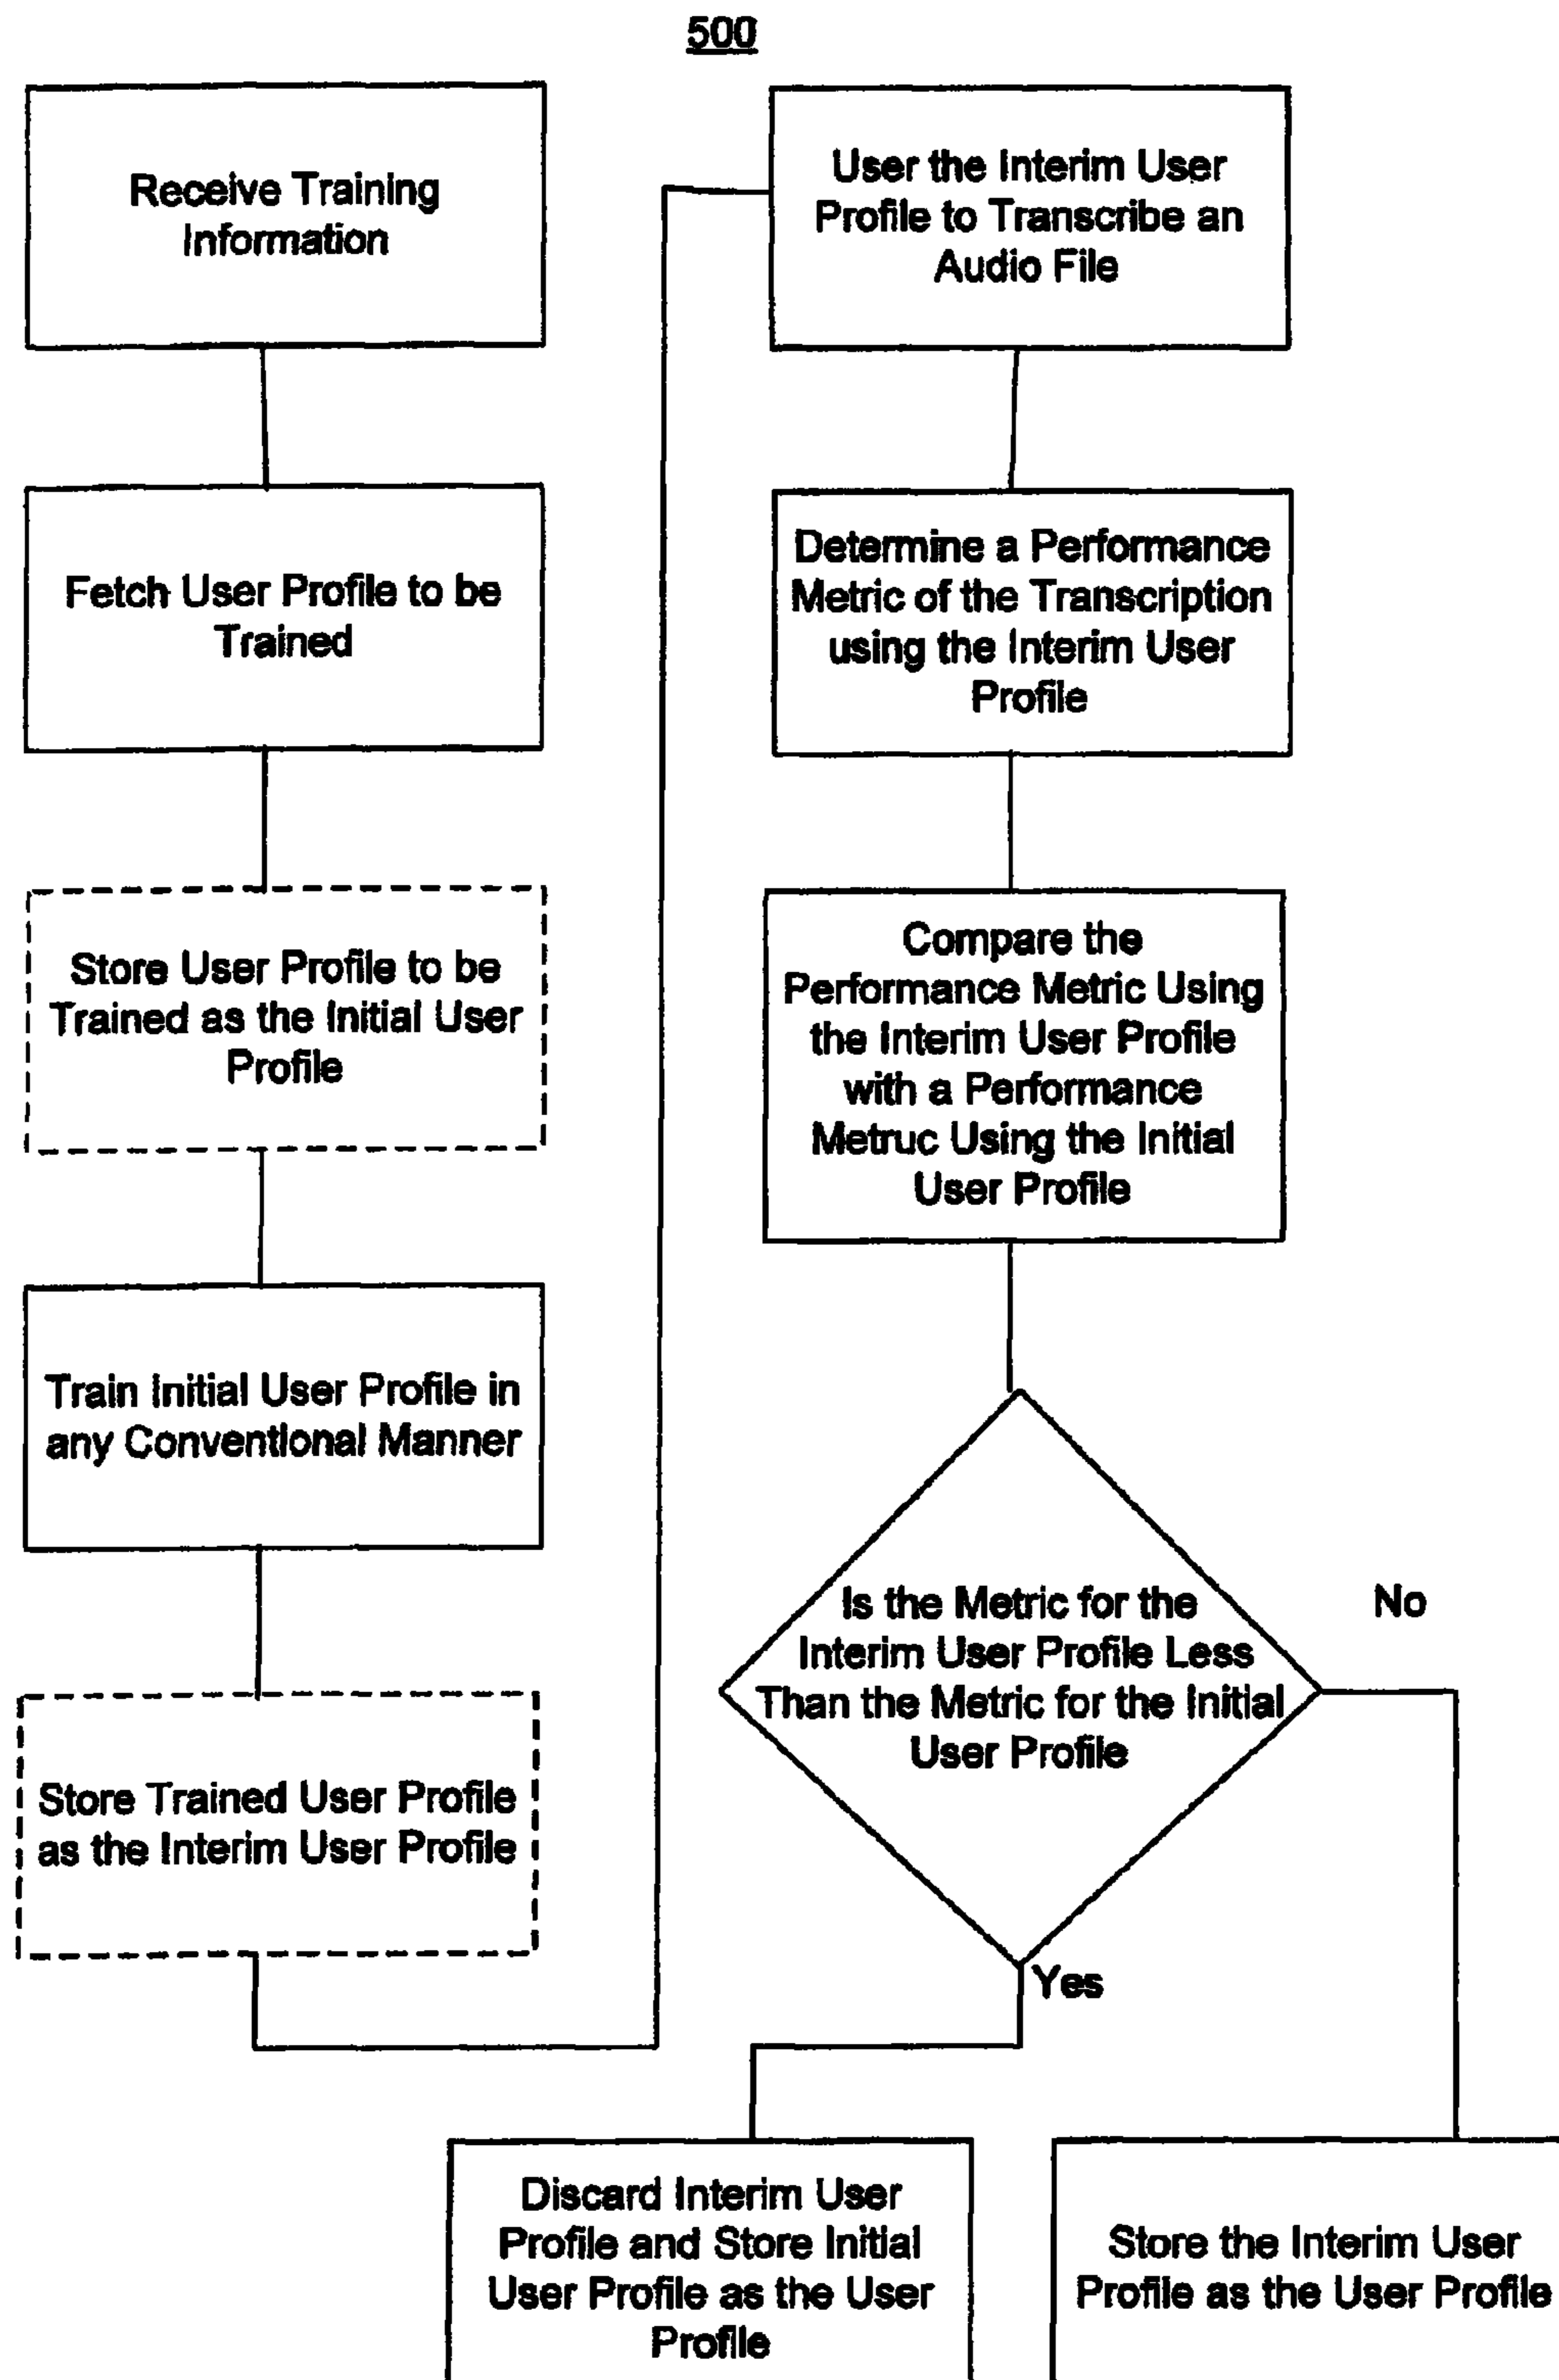 500
Receive Training
Information
Fetch User Profile to be
Trained
Store User Profile to be
Trained as the Initial User
Profile
Train Initial User Profile in
any Conventional Manner
Store Trained User Profile
as the Interim User Profile
User the Interim User
Profile to Transcribe an
Audio File
Determine a Performance
Metric of the Transcription
using the Interim User
Profile
Compare the
Performance Metric Using
the Interim User Profile
with a Performance
Metruc Using the Initial
User Profile
Is the Metric for the
Interim User Profile Less
Than the Metric for the Initial
User Profile
No
Yes
Discard Interim User
Profile and Store Initial
User Profile as the User
Profile
Store the Interim User
Profile as the User Profile